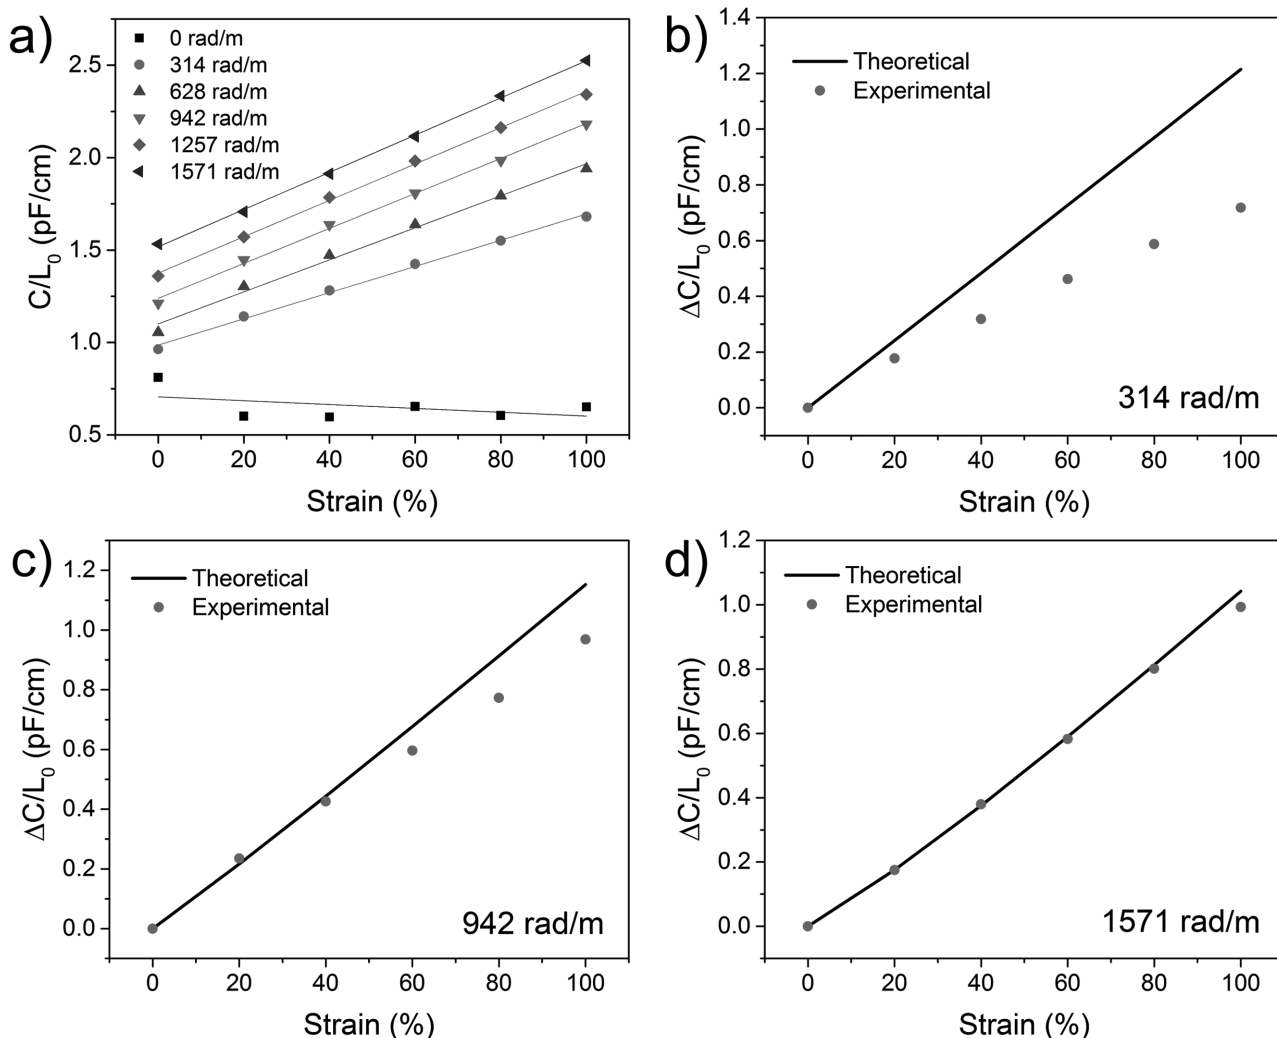 a)
0 rad/m
314 rad/m
628 rad/m
942 rad/m
1257 rad/m
1571 rad/m
2.5
2.0
1.5
1.0
0.5
C/L0 (pF/cm)
0 20 40 60 80 100
Strain (%)
b)
Theoretical
Experimental
1.4
1.2
1.0
0.8
0.6
0.4
0.2
0.0
ΔC/L0 (pF/cm)
314 rad/m
0 20 40 60 80 100
Strain (%)
c)
Theoretical
Experimental
1.2
1.0
0.8
0.6
0.4
0.2
0.0
ΔC/L0 (pF/cm)
942 rad/m
0 20 40 60 80 100
Strain (%)
d)
Theoretical
Experimental
1.2
1.0
0.8
0.6
0.4
0.2
0.0
ΔC/L0 (pF/cm)
1571 rad/m
0 20 40 60 80 100
Strain (%)